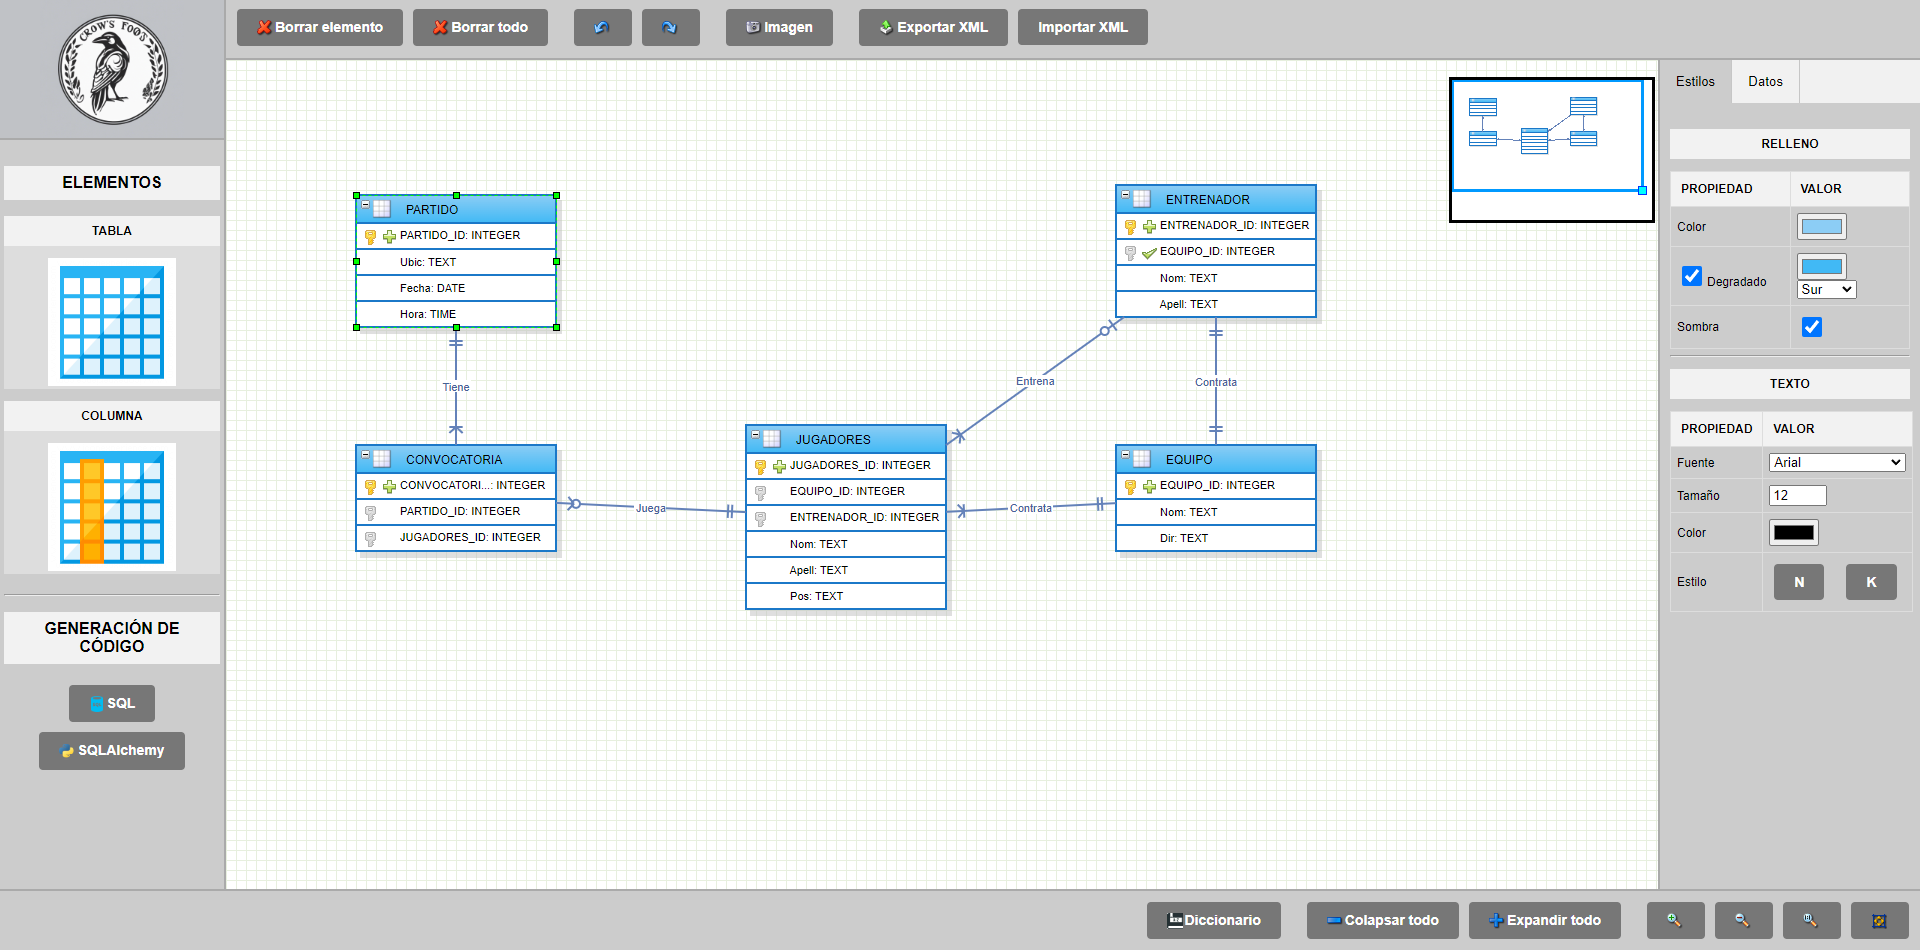 CROW'S FOOT
Borrar elemento
Borrar todo
Imagen
Exportar XML
Importar XML
ELEMENTOS
TABLA
COLUMNA
GENERACIÓN DE
CÓDIGO
SQL
SQLAlchemy
PARTIDO
PARTIDO_ID: INTEGER
Ubic: TEXT
Fecha: DATE
Hora: TIME
Tiene
CONVOCATORIA
CONVOCATORI...: INTEGER
PARTIDO_ID: INTEGER
JUGADORES_ID: INTEGER
Juega
JUGADORES
JUGADORES_ID: INTEGER
EQUIPO_ID: INTEGER
ENTRENADOR_ID: INTEGER
Nom: TEXT
Apell: TEXT
Pos: TEXT
Entrena
Contrata
ENTRENADOR
ENTRENADOR_ID: INTEGER
EQUIPO_ID: INTEGER
Nom: TEXT
Apell: TEXT
Contrata
EQUIPO
EQUIPO_ID: INTEGER
Nom: TEXT
Dir: TEXT
Estilos
Datos
RELLENO
PROPIEDAD VALOR
Color
Degradado
Sur
Sombra
TEXTO
PROPIEDAD VALOR
Fuente Arial
Tamaño 12
Color
Estilo N K
Diccionario
Colapsar todo
Expandir todo